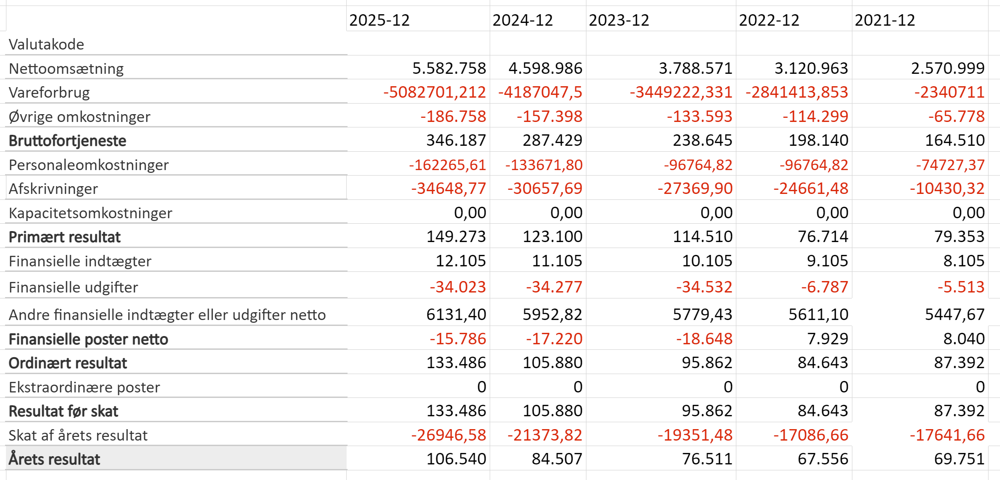 2025-12 2024-12 2023-12 2022-12 2021-12
Valutakode
Nettoomsætning 5.582.758 4.598.986 3.788.571 3.120.963 2.570.999
Vareforbrug -5082701,212 -4187047,5 -3449222,331 -2841413,853 -2340711
Øvrige omkostninger -186.758 -157.398 -133.593 -114.299 -65.778
Bruttofortjeneste 346.187 287.429 238.645 198.140 164.510
Personaleomkostninger -162265,61 -133671,80 -96764,82 -96764,82 -74727,37
Afskrivninger -34648,77 -30657,69 -27369,90 -24661,48 -10430,32
Kapacitetsomkostninger 0,00 0,00 0,00 0,00 0,00
Primært resultat 149.273 123.100 114.510 76.714 79.353
Finansielle indtægter 12.105 11.105 10.105 9.105 8.105
Finansielle udgifter -34.023 -34.277 -34.532 -6.787 -5.513
Andre finansielle indtægter eller udgifter netto 6131,40 5952,82 5779,43 5611,10 5447,67
Finansielle poster netto -15.786 -17.220 -18.648 7.929 8.040
Ordinært resultat 133.486 105.880 95.862 84.643 87.392
Ekstraordinære poster 0 0 0 0 0
Resultat før skat 133.486 105.880 95.862 84.643 87.392
Skat af årets resultat -26946,58 -21373,82 -19351,48 -17086,66 -17641,66
Årets resultat 106.540 84.507 76.511 67.556 69.751